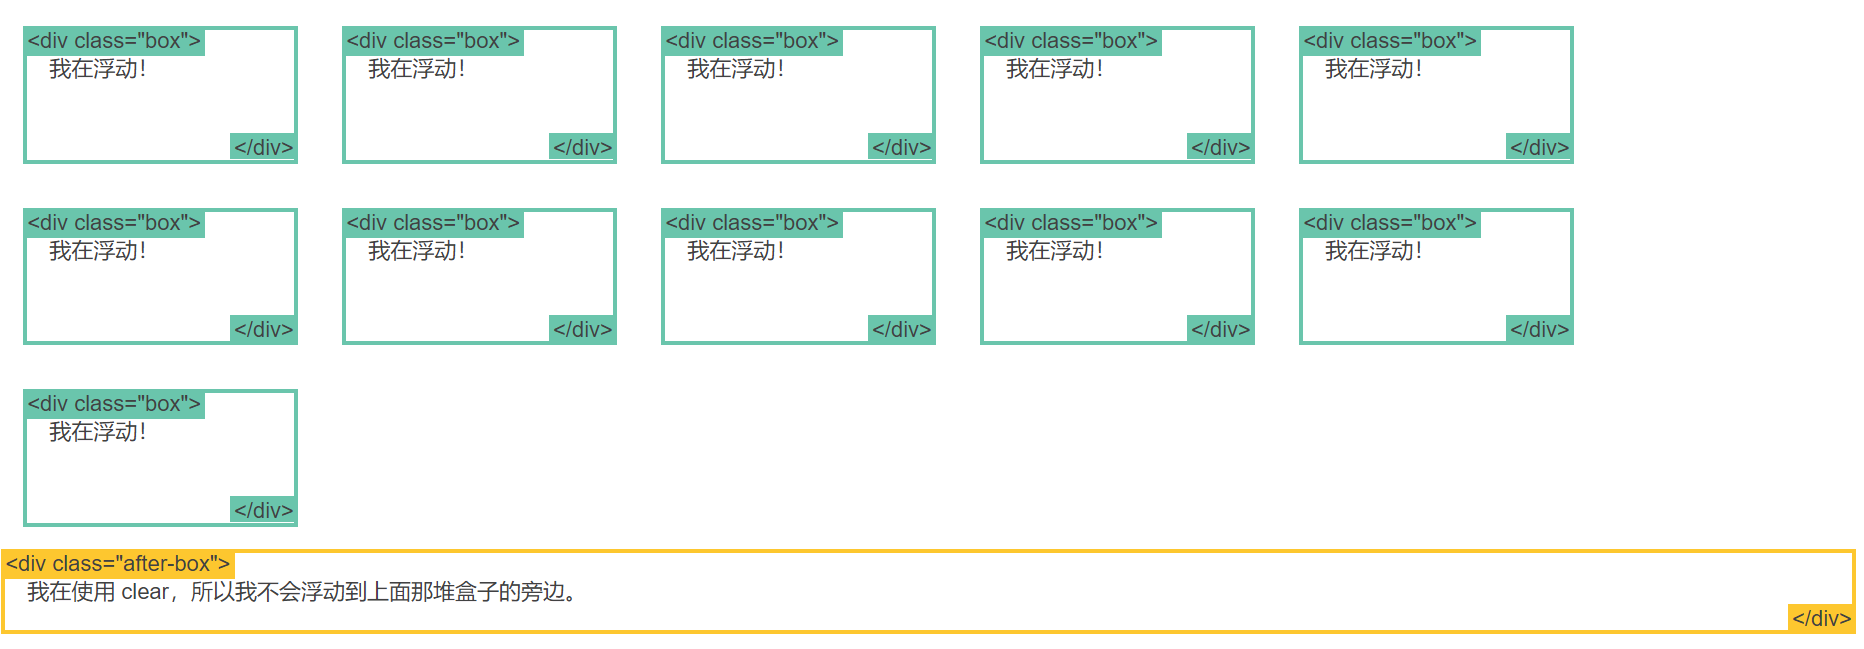 <div class="box"> <div class="box"> <div class="box"> <div class="box"> <div class="box">
我在浮动！ 我在浮动！ 我在浮动！ 我在浮动！ 我在浮动！
</div> </div> </div> </div> </div>
<div class="box"> <div class="box"> <div class="box"> <div class="box"> <div class="box">
我在浮动！ 我在浮动！ 我在浮动！ 我在浮动！ 我在浮动！
</div> </div> </div> </div> </div>
<div class="box">
我在浮动！
</div>
<div class="after-box">
我在使用 clear，所以我不会浮动到上面那堆盒子的旁边。
</div>